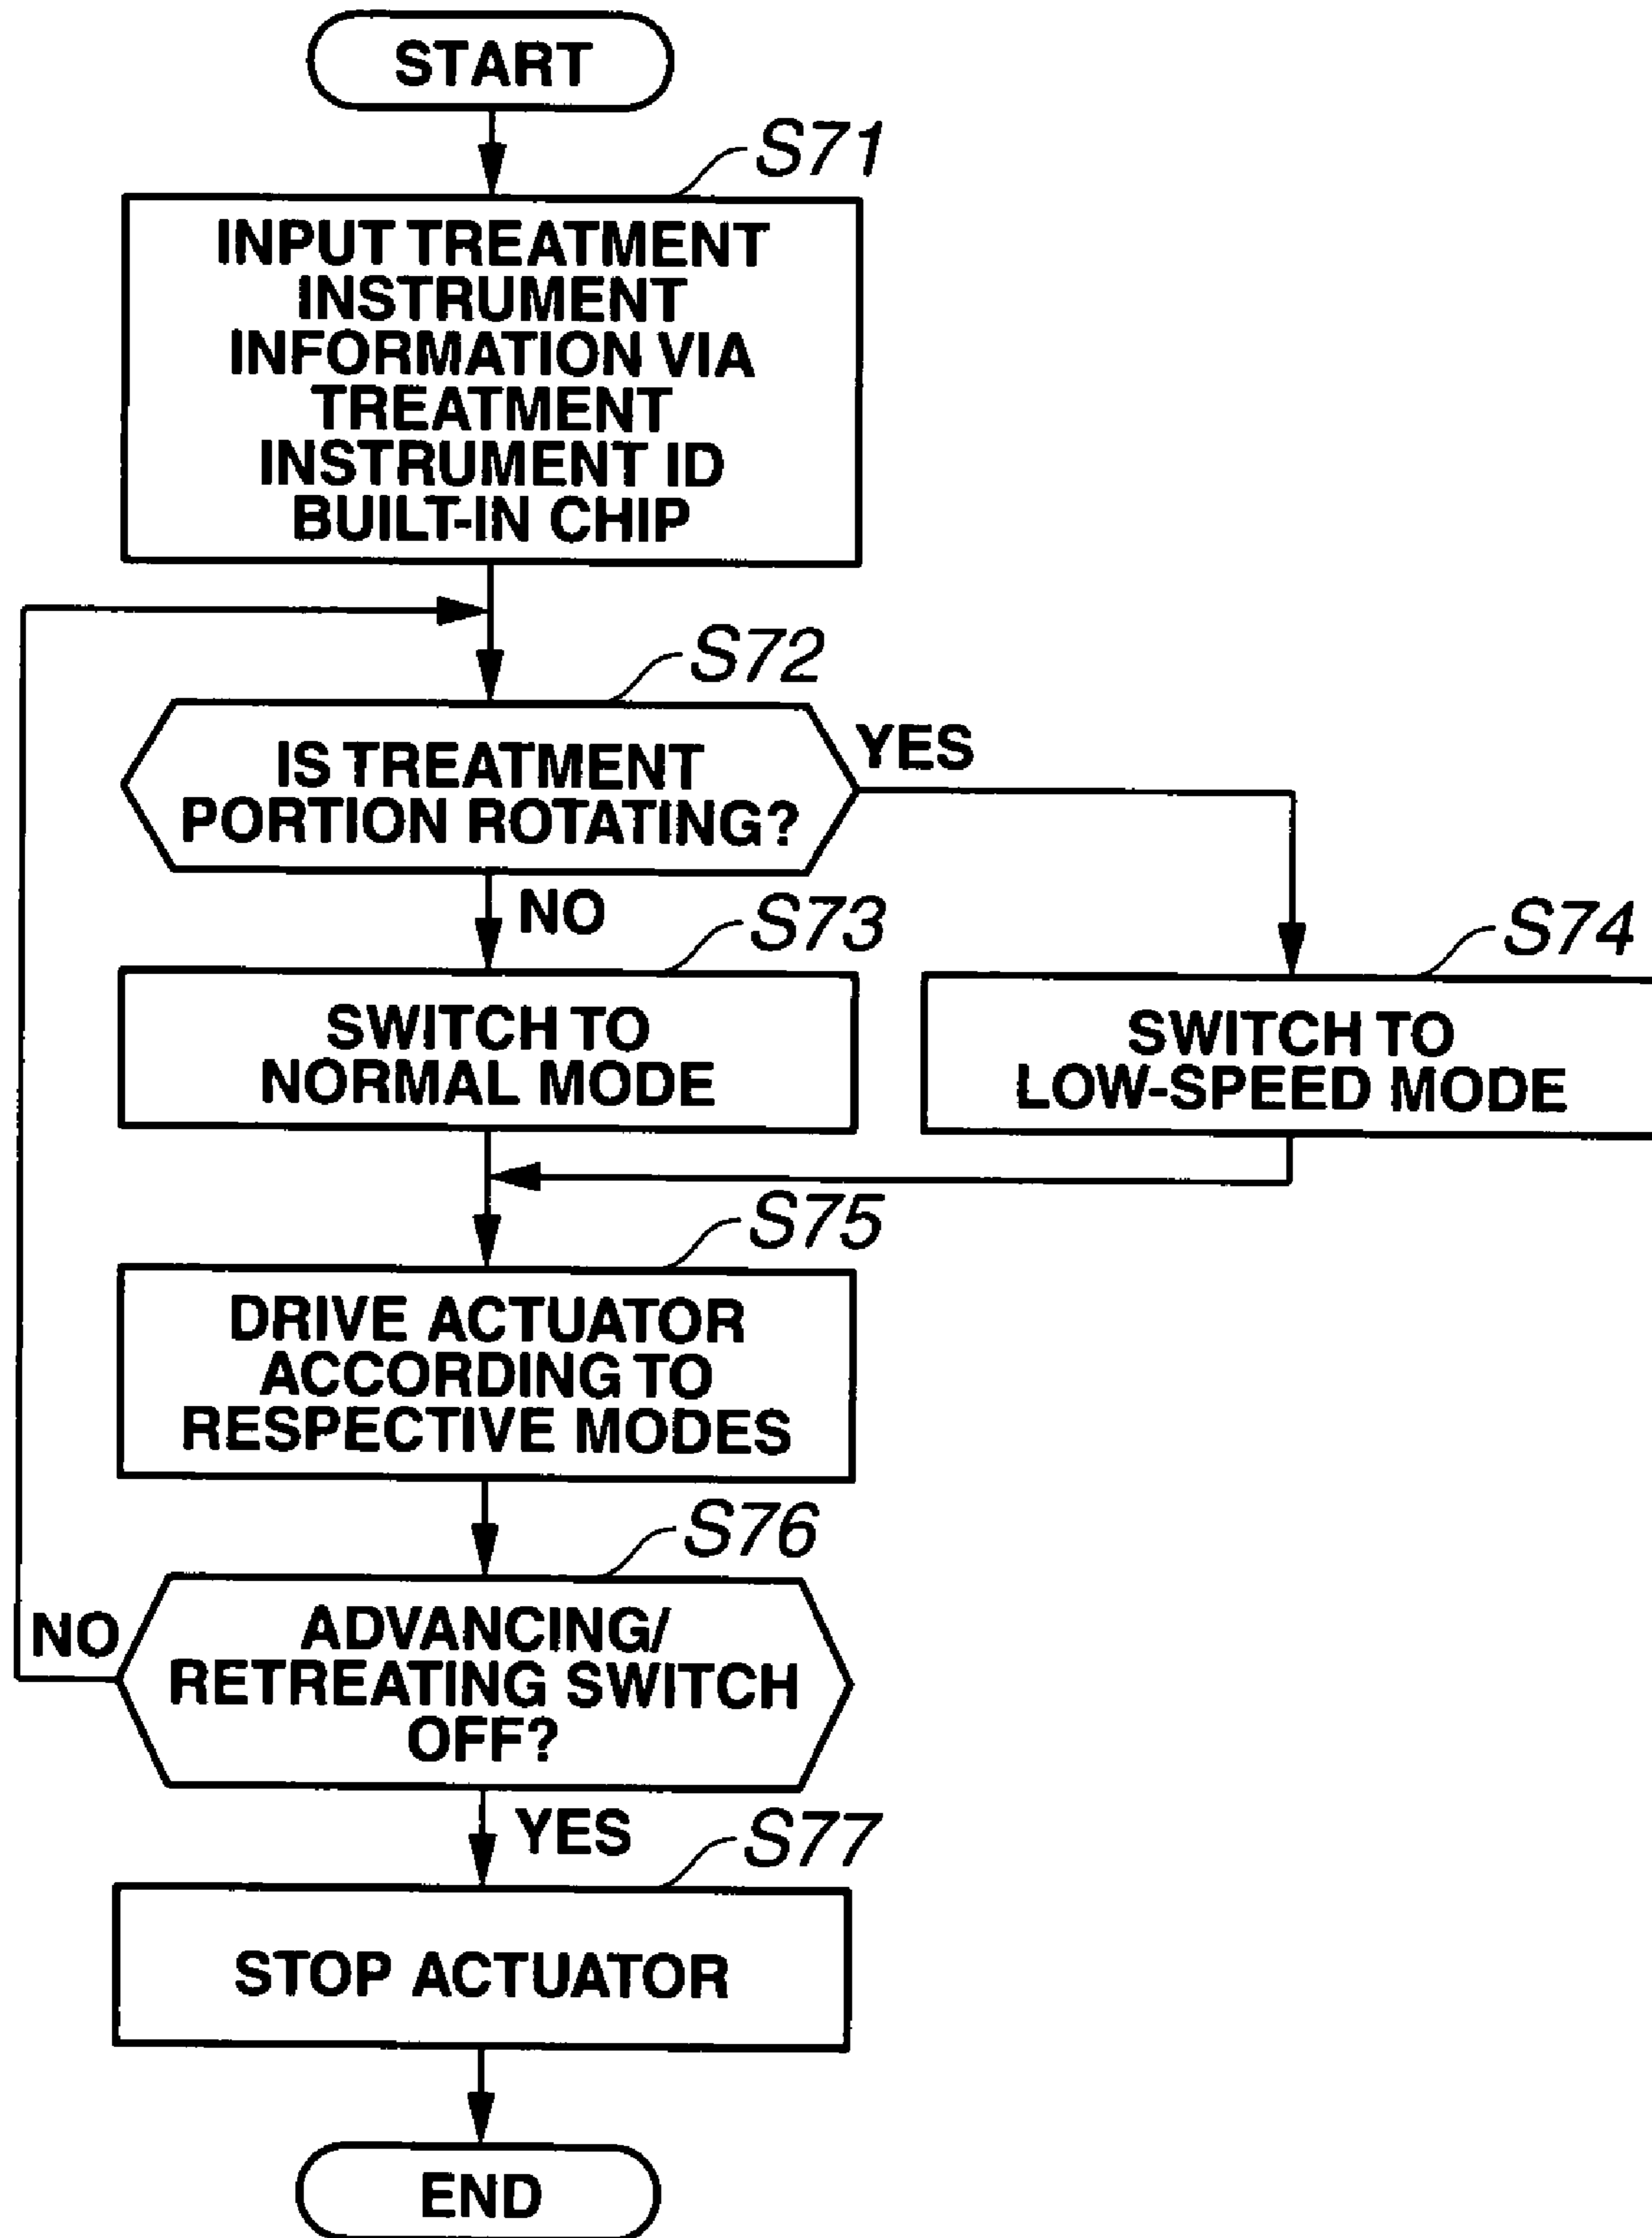 START
S71
INPUT TREATMENT
INSTRUMENT
INFORMATION VIA
TREATMENT
INSTRUMENT ID
BUILT-IN CHIP
S72
IS TREATMENT
PORTION ROTATING?
YES
NO
S73
SWITCH TO
NORMAL MODE
S74
SWITCH TO
LOW-SPEED MODE
S75
DRIVE ACTUATOR
ACCORDING TO
RESPECTIVE MODES
S76
ADVANCING/
RETREATING SWITCH
OFF?
NO
YES
S77
STOP ACTUATOR
END